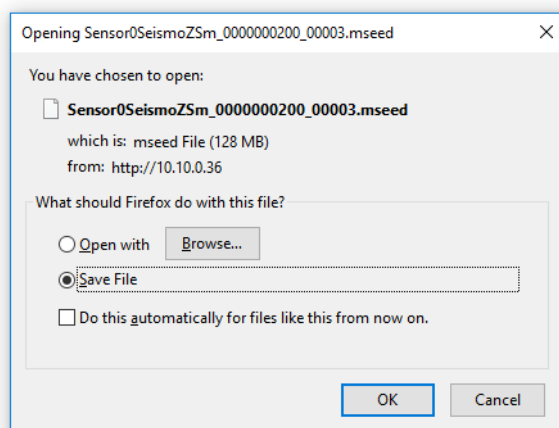 Opening Sensor0SeismoZSm_0000000200_00003.mseed
You have chosen to open:
Sensor0SeismoZSm_0000000200_00003.mseed
which is: mseed File (128 MB)
from: http://10.10.0.36
What should Firefox do with this file?
Open with Browse...
Save File
Do this automatically for files like this from now on.
OK Cancel